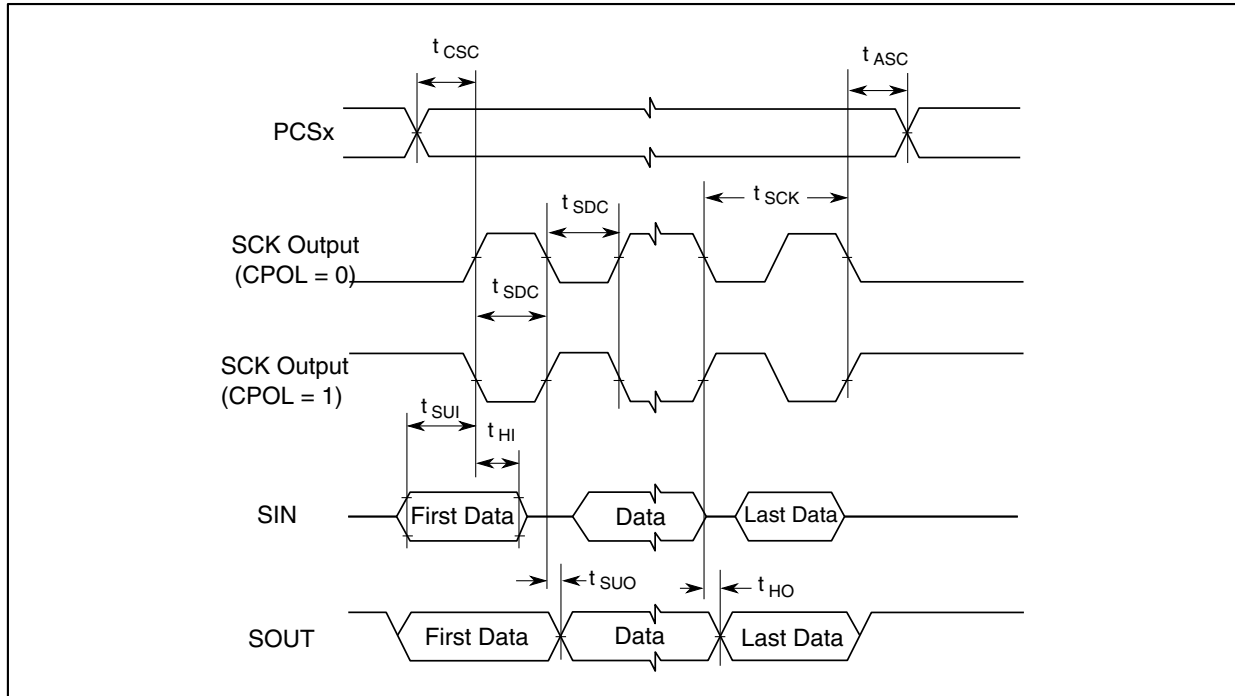 t CSC
t ASC
PCSx
t SDC
t SCK
SCK Output
(CPOL = 0)
t SDC
SCK Output
(CPOL = 1)
t SUI
t HI
SIN
First Data
Data
Last Data
t SUO
t HO
SOUT
First Data
Data
Last Data